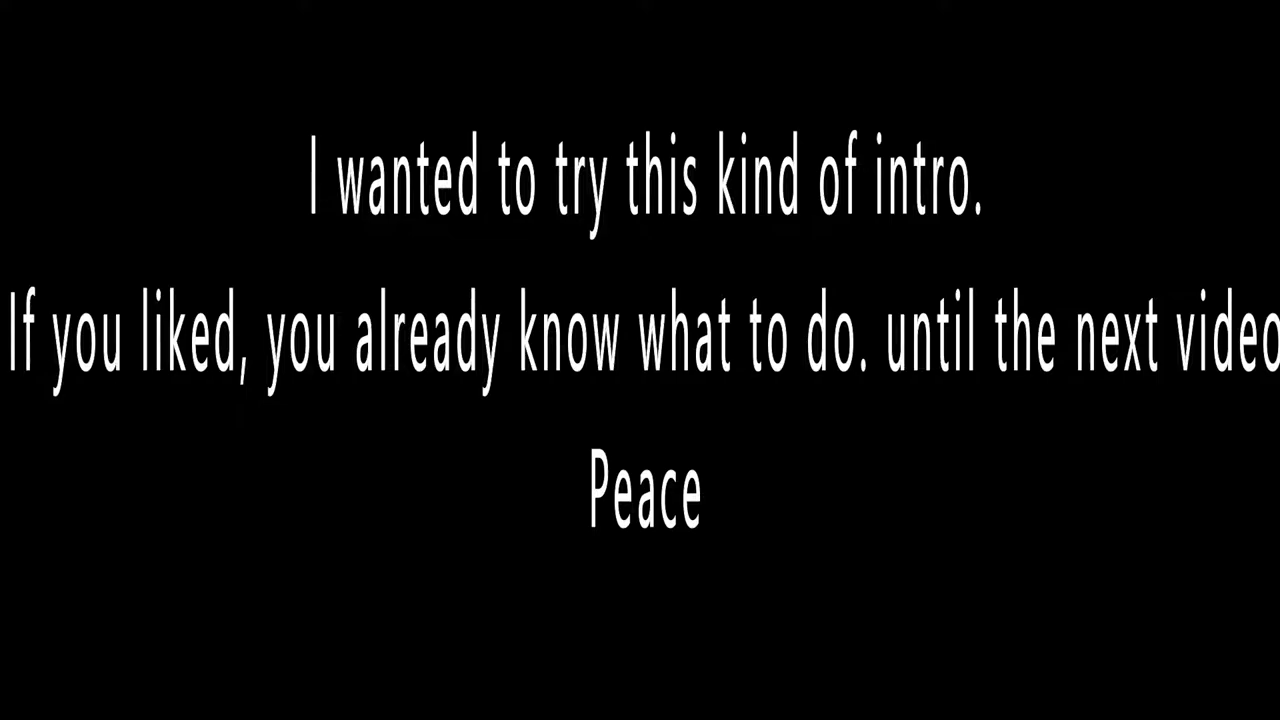 I wanted to try this kind of intro.
If you liked, you already know what to do. until the next video
Peace